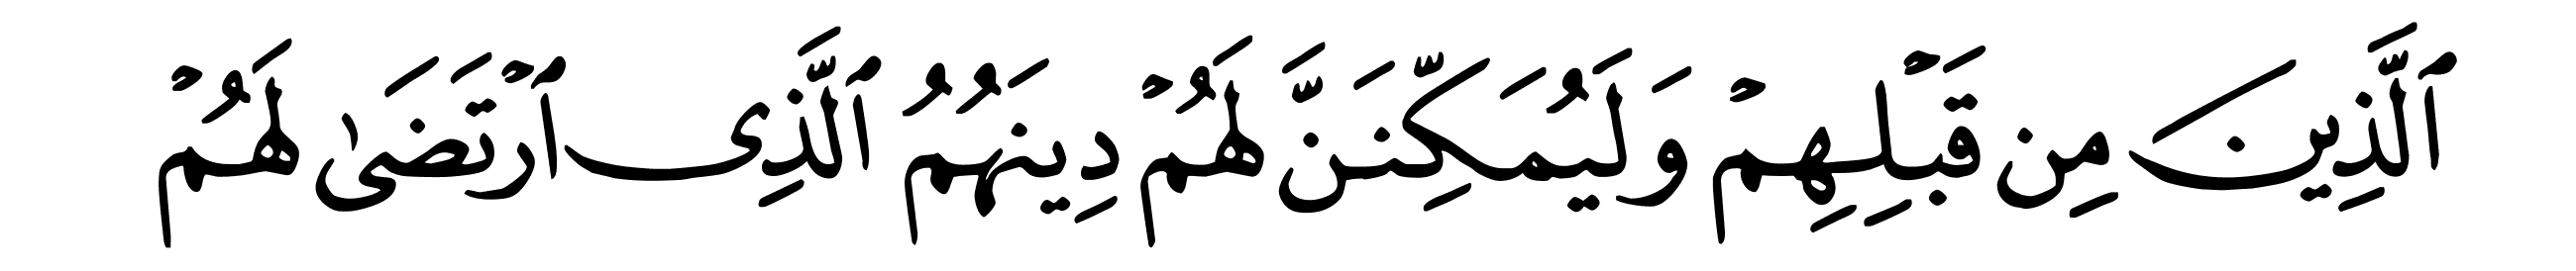 ٱلَّذِينَ مِن قَبْلِهِمْ وَلَيُمَكِّنَنَّ لَهُمْ دِينَهُمُ ٱلَّذِى ٱرْتَضَىٰ لَهُمْ